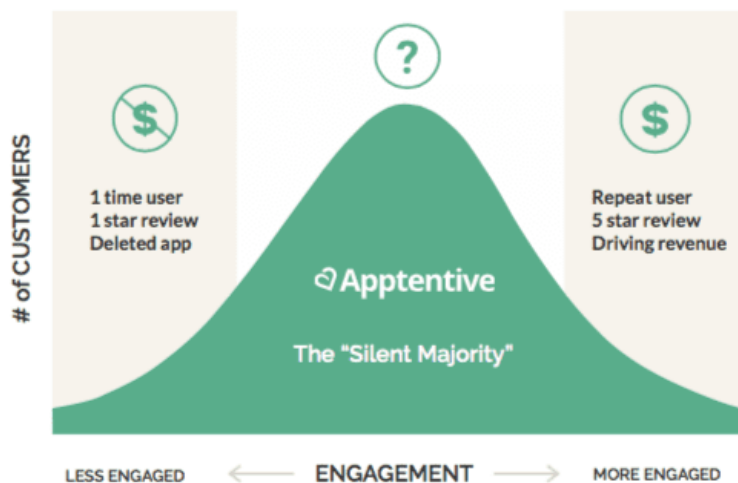 ?
$
1 time user
1 star review
Deleted app
$
Repeat user
5 star review
Driving revenue
# of CUSTOMERS
Apptentive
The “Silent Majority”
LESS ENGAGED
ENGAGEMENT
MORE ENGAGED